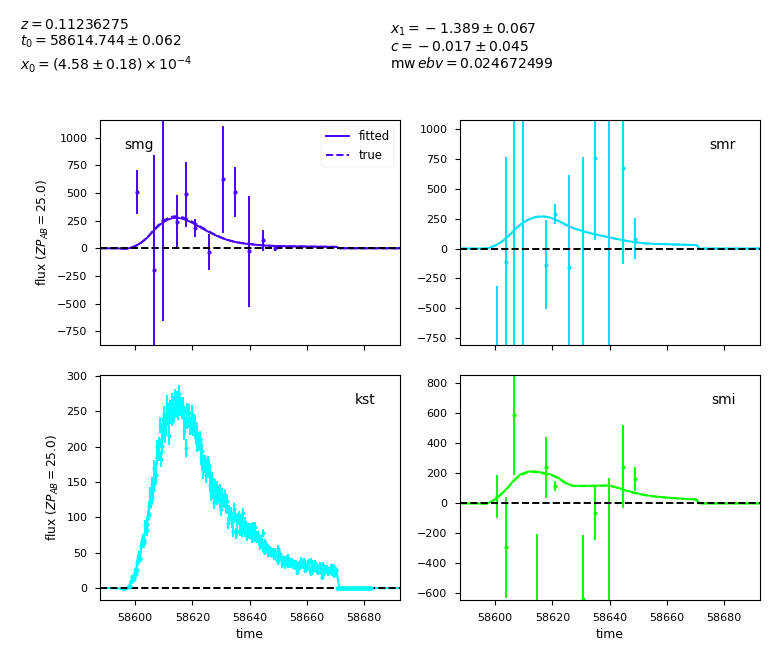 z = 0.11236275
t₀ = 58614.744 ± 0.062
x₀ = (4.58 ± 0.18) × 10⁻⁴
x₁ = −1.389 ± 0.067
c = −0.017 ± 0.045
mw ebv = 0.024672499
smg
fitted
true
1000
750
500
250
0
−250
−500
−750
flux (ZP_AB = 25.0)
smr
1000
750
500
250
0
−250
−500
−750
kst
300
250
200
150
100
50
0
flux (ZP_AB = 25.0)
58600 58620 58640 58660 58680
time
smi
800
600
400
200
0
−200
−400
−600
58600 58620 58640 58660 58680
time